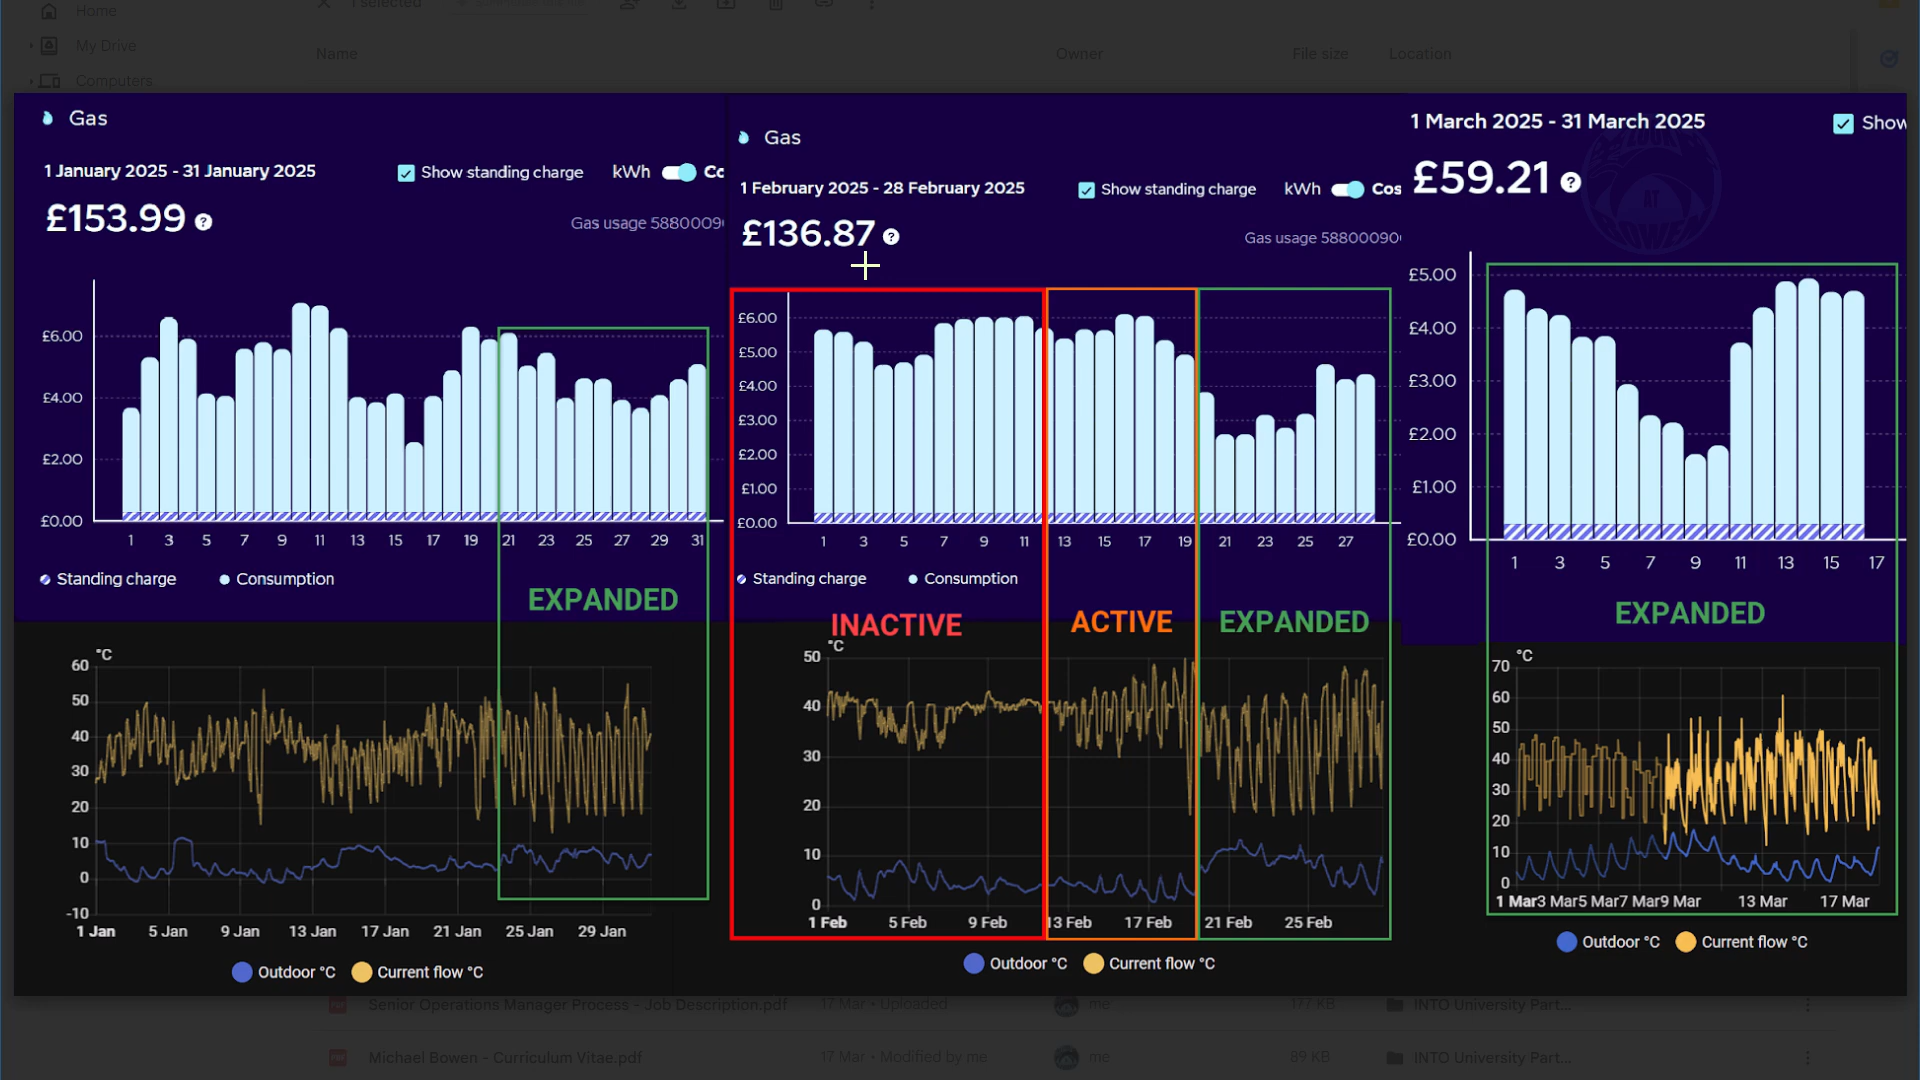 Home
1 selected
My Drive
Name
Owner
File size
Location
Computers
Gas
1 January 2025 - 31 January 2025
Show standing charge
kWh
£153.99
?
Gas usage 5880009
£6.00
£4.00
£2.00
£0.00
1 3 5 7 9 11 13 15 17 19 21 23 25 27 29 31
Standing charge
Consumption
EXPANDED
°C
60
50
40
30
20
10
0
-10
1 Jan 5 Jan 9 Jan 13 Jan 17 Jan 21 Jan 25 Jan 29 Jan
Outdoor °C
Current flow °C
Gas
1 February 2025 - 28 February 2025
Show standing charge
kWh
Cos
£136.87
?
Gas usage 58800090
£6.00
£5.00
£4.00
£3.00
£2.00
£1.00
£0.00
1 3 5 7 9 11 13 15 17 19 21 23 25 27
Standing charge
Consumption
INACTIVE
ACTIVE
EXPANDED
°C
50
40
30
20
10
0
1 Feb 5 Feb 9 Feb 13 Feb 17 Feb 21 Feb 25 Feb
Outdoor °C
Current flow °C
1 March 2025 - 31 March 2025
Show
£59.21
?
£5.00
£4.00
£3.00
£2.00
£1.00
£0.00
1 3 5 7 9 11 13 15 17
EXPANDED
°C
70
60
50
40
30
20
10
0
1 Mar 3 Mar 5 Mar 7 Mar 9 Mar 13 Mar 17 Mar
Outdoor °C
Current flow °C
Senior Operations Manager Process - Job Description.pdf
17 Mar • Uploaded
me
177 KB
INTO University Part...
Michael Bowen - Curriculum Vitae.pdf
17 Mar • Modified by me
me
89 KB
INTO University Part...